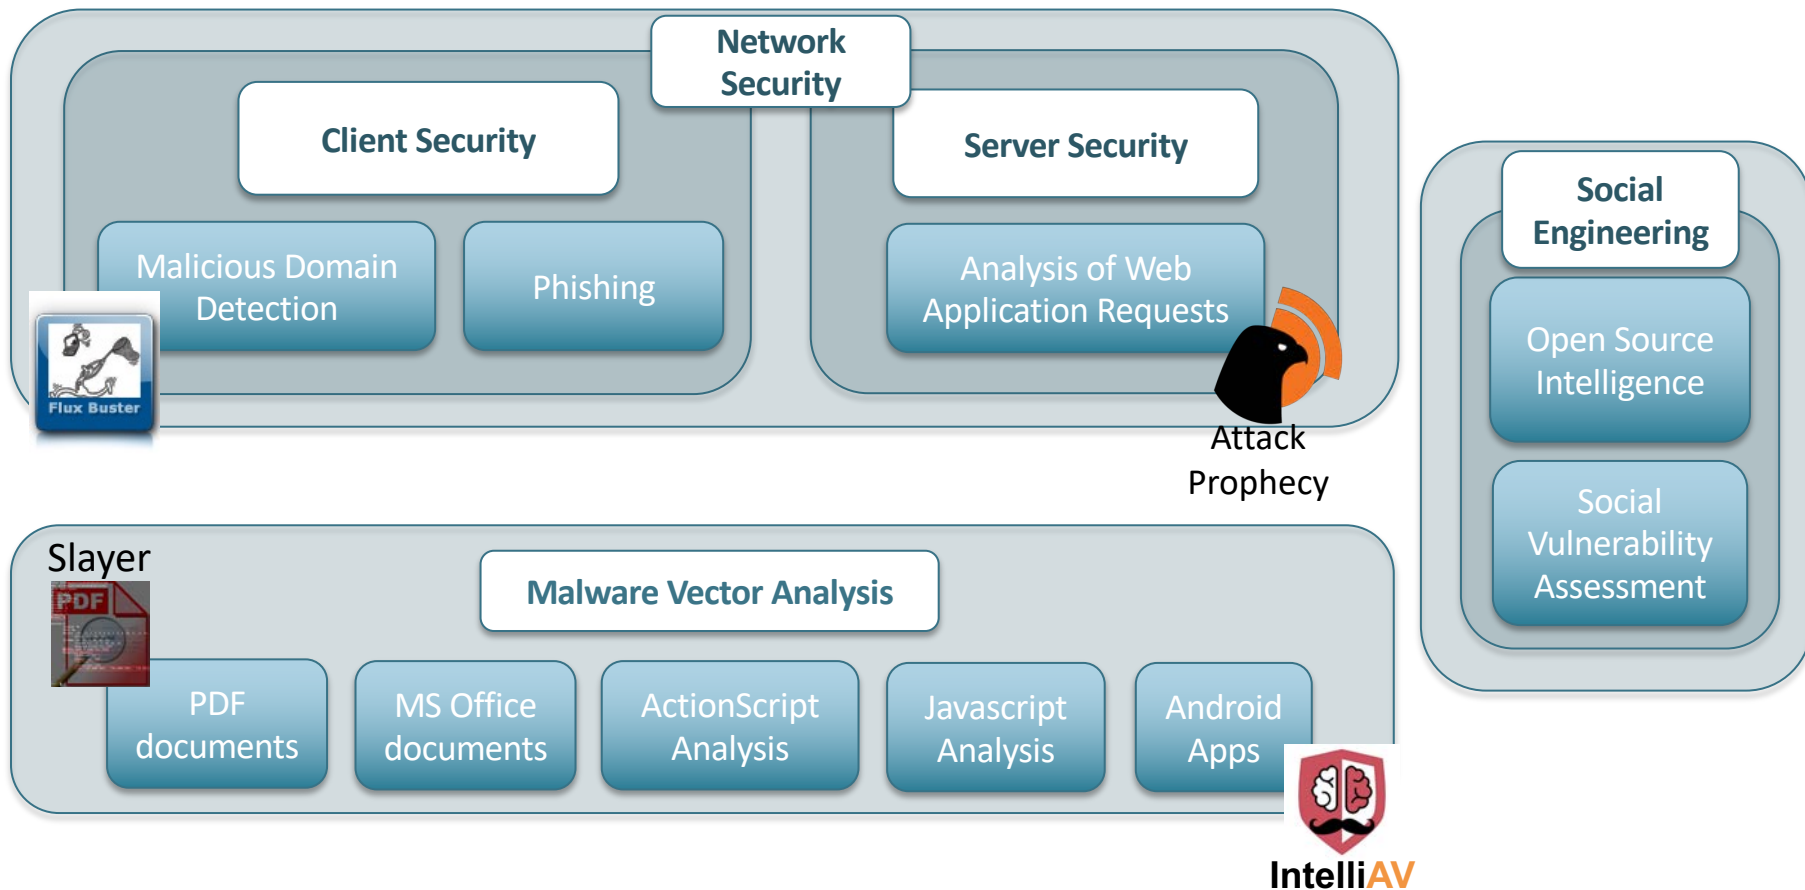 Network
Security
Client Security
Server Security
Malicious Domain
Detection
Phishing
Analysis of Web
Application Requests
Flux Buster
Attack
Prophecy
Social
Engineering
Open Source
Intelligence
Social
Vulnerability
Assessment
Slayer
PDF
Malware Vector Analysis
PDF
documents
MS Office
documents
ActionScript
Analysis
Javascript
Analysis
Android
Apps
IntelliAV